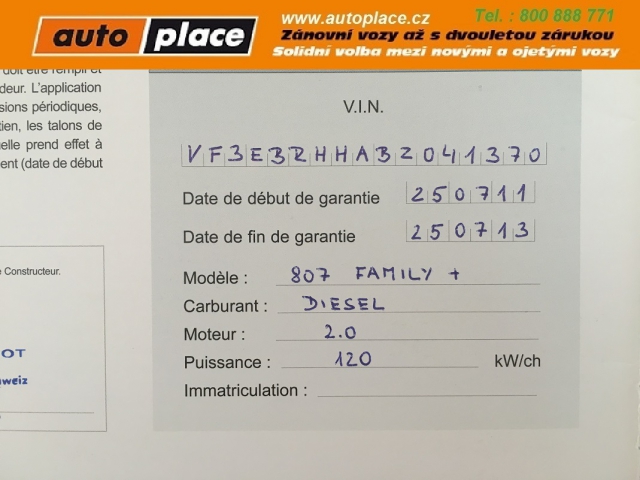 auto place
www.autoplace.cz
Tel. : 800 888 771
Zánovní vozy až s dvouletou zárukou
Solidní volba mezi novými a ojetými vozy
doit être rempli et
deur. L'application
sions périodiques,
tien, les talons de
elle prend effet à
ent (date de début
V.I.N.
VF3EBRHHABZ041370
Date de début de garantie 250711
Date de fin de garantie 250713
Modèle : 807 FAMILY +
Carburant : DIESEL
Moteur : 2.0
Puissance : 120 kW/ch
Immatriculation :
Constructeur.
OT
weiz